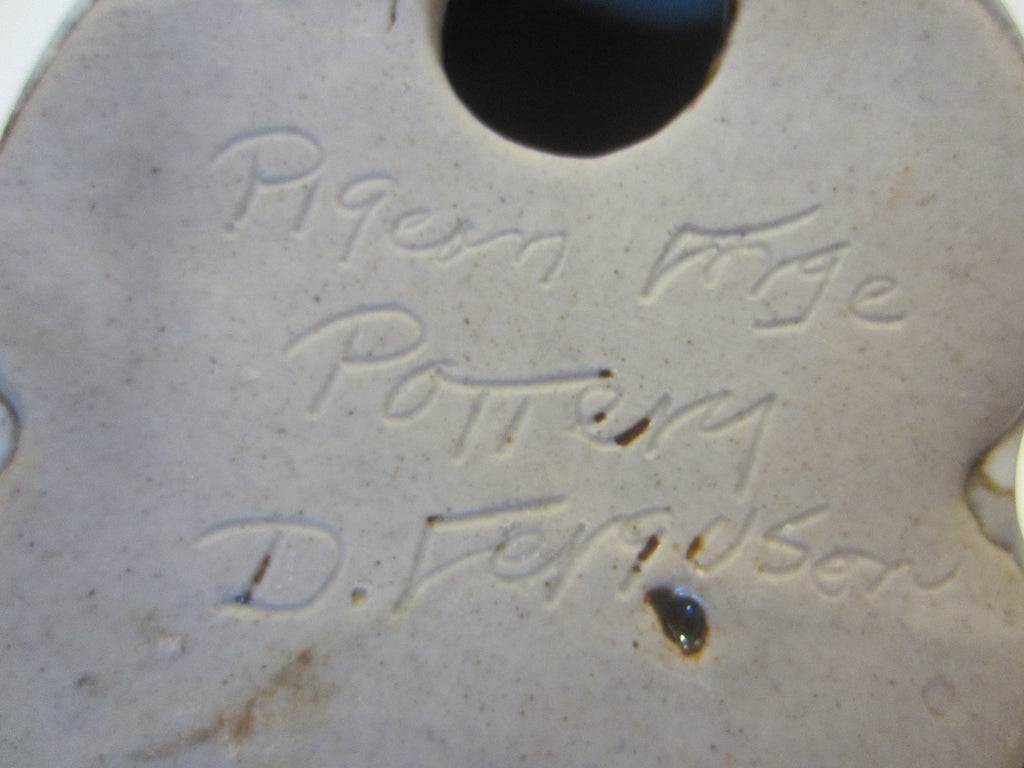 Pigeon Forge
Pottery
D. Ferguson